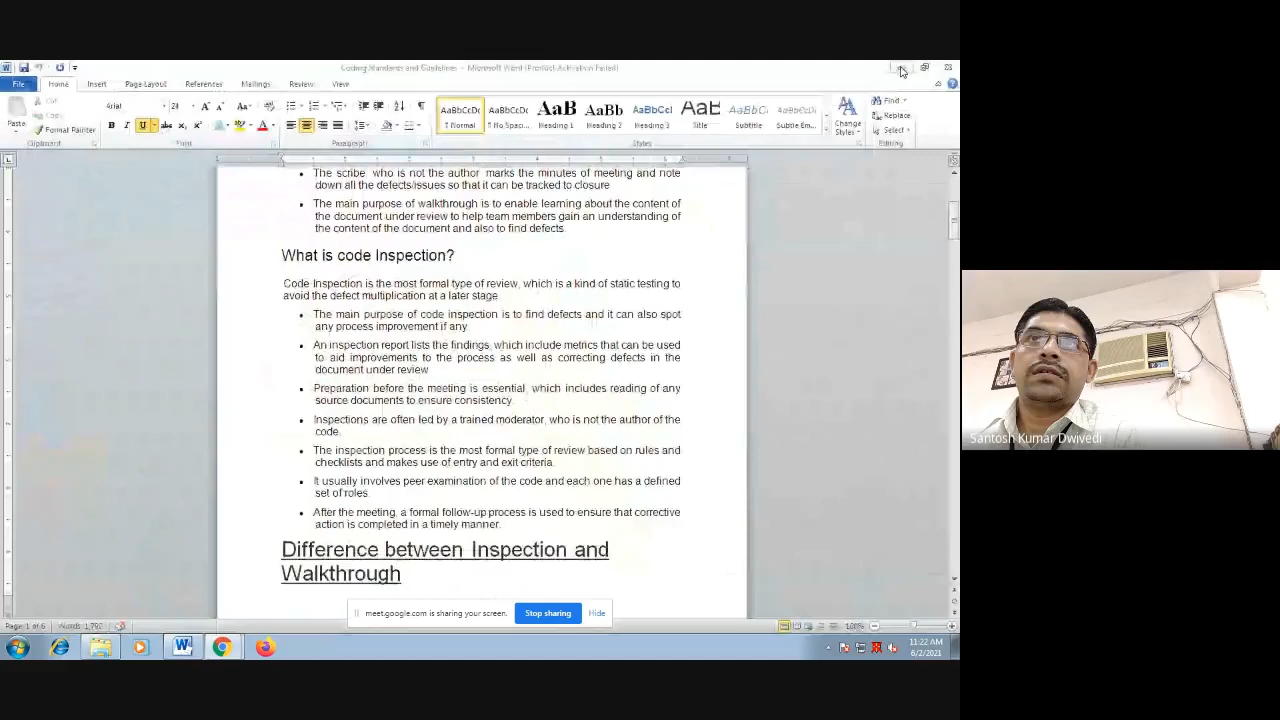 Coding Standards and Guidelines - Microsoft Word (Product Activation Failed)
File Home Insert Page Layout References Mailings Review View
Paste
Cut
Copy
Format Painter
Clipboard
Arial
Font
Paragraph
AaBbCcDc AaBbCcDc AaB AaBb AaBbCcI AaB AaBbCcI AaBbCcDc
¶ Normal ¶ No Spaci... Heading 1 Heading 2 Heading 3 Title Subtitle Subtle Em...
Styles
Change
Styles
Find
Replace
Select
Editing
• The scribe, who is not the author marks the minutes of meeting and note
down all the defects/issues so that it can be tracked to closure
• The main purpose of walkthrough is to enable learning about the content of
the document under review to help team members gain an understanding of
the content of the document and also to find defects.
What is code Inspection?
Code Inspection is the most formal type of review, which is a kind of static testing to
avoid the defect multiplication at a later stage.
• The main purpose of code inspection is to find defects and it can also spot
any process improvement if any
• An inspection report lists the findings, which include metrics that can be used
to aid improvements to the process as well as correcting defects in the
document under review
• Preparation before the meeting is essential, which includes reading of any
source documents to ensure consistency.
• Inspections are often led by a trained moderator, who is not the author of the
code.
• The inspection process is the most formal type of review based on rules and
checklists and makes use of entry and exit criteria.
• It usually involves peer examination of the code and each one has a defined
set of roles.
• After the meeting, a formal follow-up process is used to ensure that corrective
action is completed in a timely manner.
Difference between Inspection and
Walkthrough
meet.google.com is sharing your screen. Stop sharing Hide
Page: 1 of 6 Words: 1,792 100%
11:22 AM
6/2/2021
Santosh Kumar Dwivedi